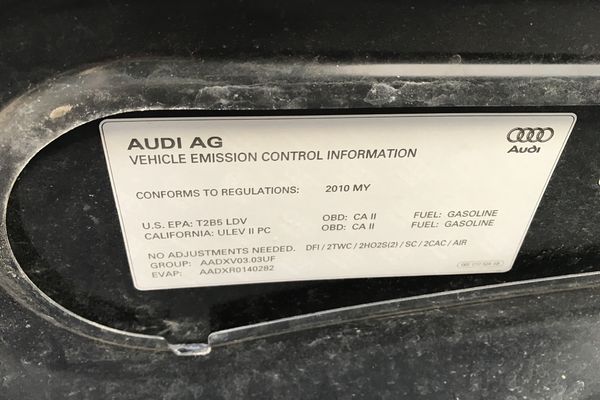 AUDI AG
VEHICLE EMISSION CONTROL INFORMATION
Audi
CONFORMS TO REGULATIONS: 2010 MY
U.S. EPA: T2B5 LDV OBD: CA II FUEL: GASOLINE
CALIFORNIA: ULEV II PC OBD: CA II FUEL: GASOLINE
NO ADJUSTMENTS NEEDED. DFI / 2TWC / 2HO2S(2) / SC / 2CAC / AIR
GROUP: AADXV03.03UF
EVAP: AADXR0140282